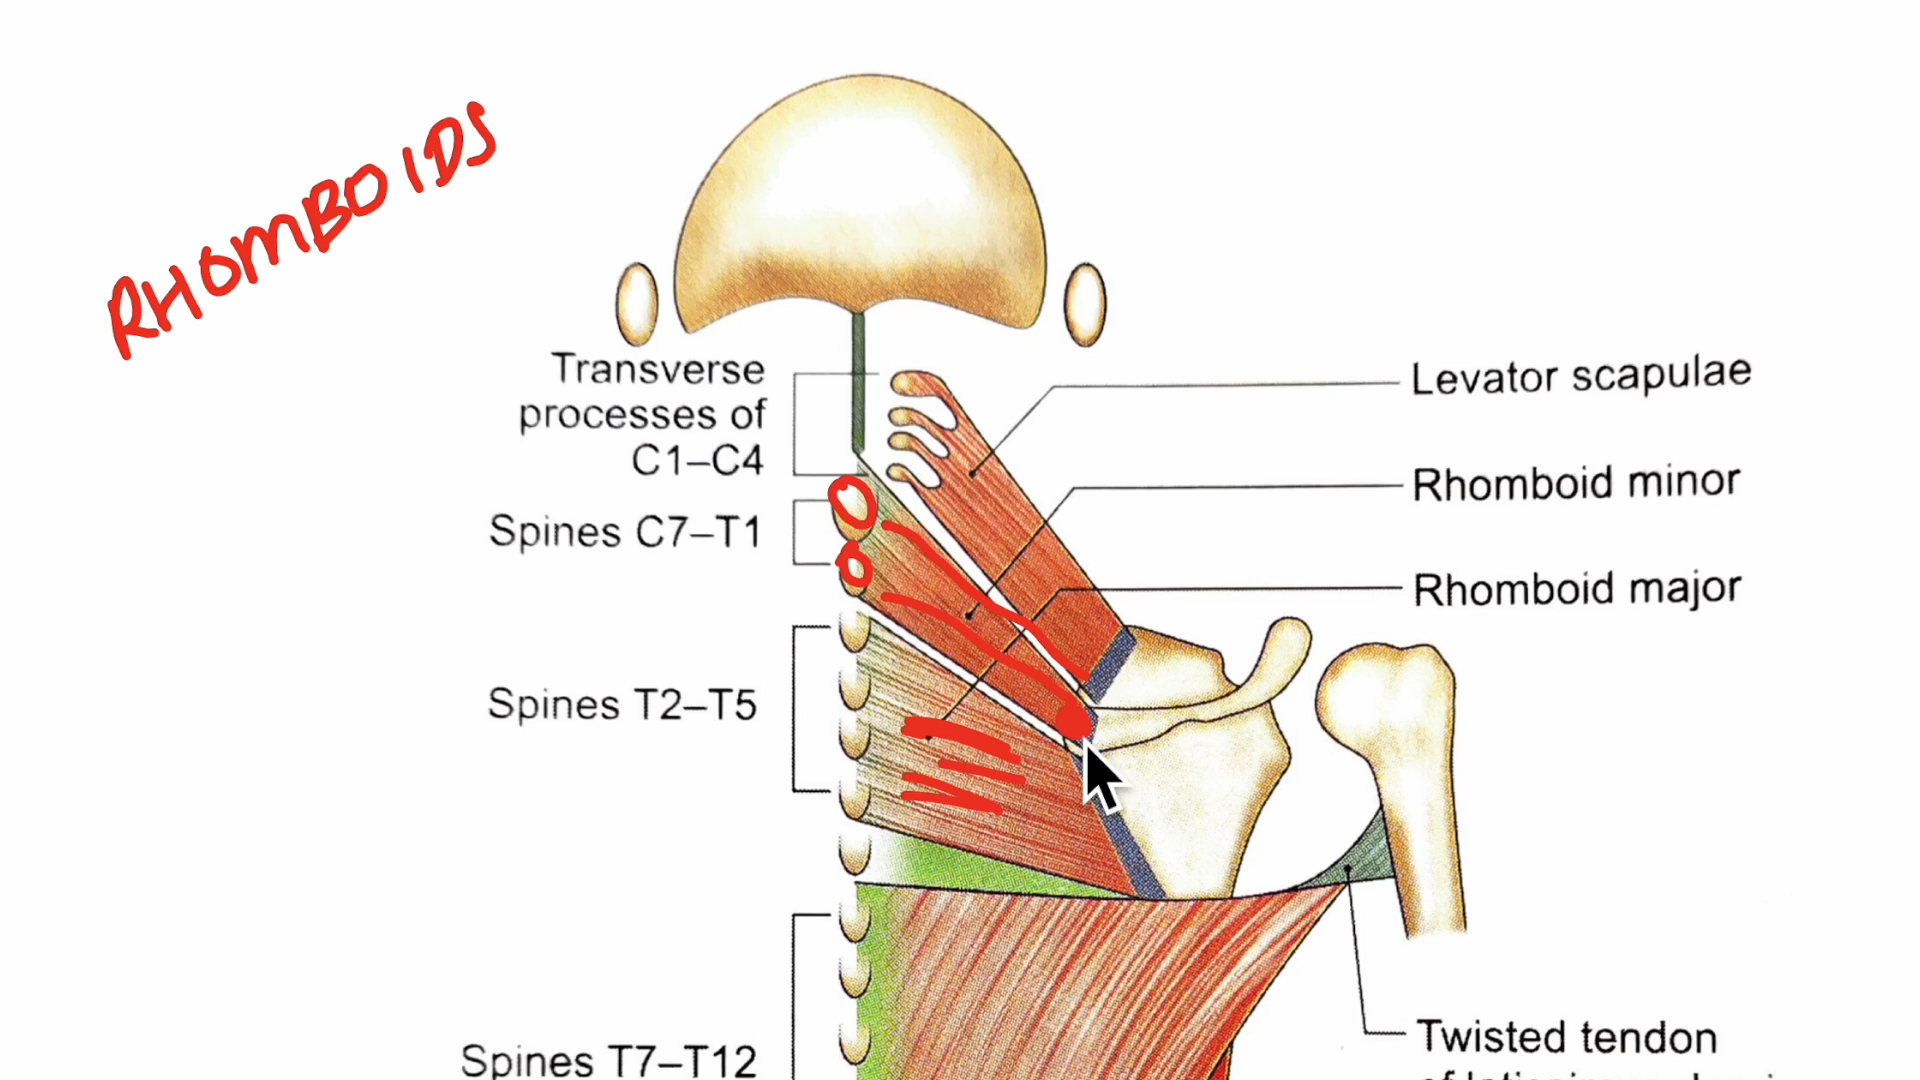 RHOMBOIDS
Transverse
processes of
C1–C4
Levator scapulae
Rhomboid minor
Spines C7–T1
Rhomboid major
Spines T2–T5
Twisted tendon
Spines T7–T12